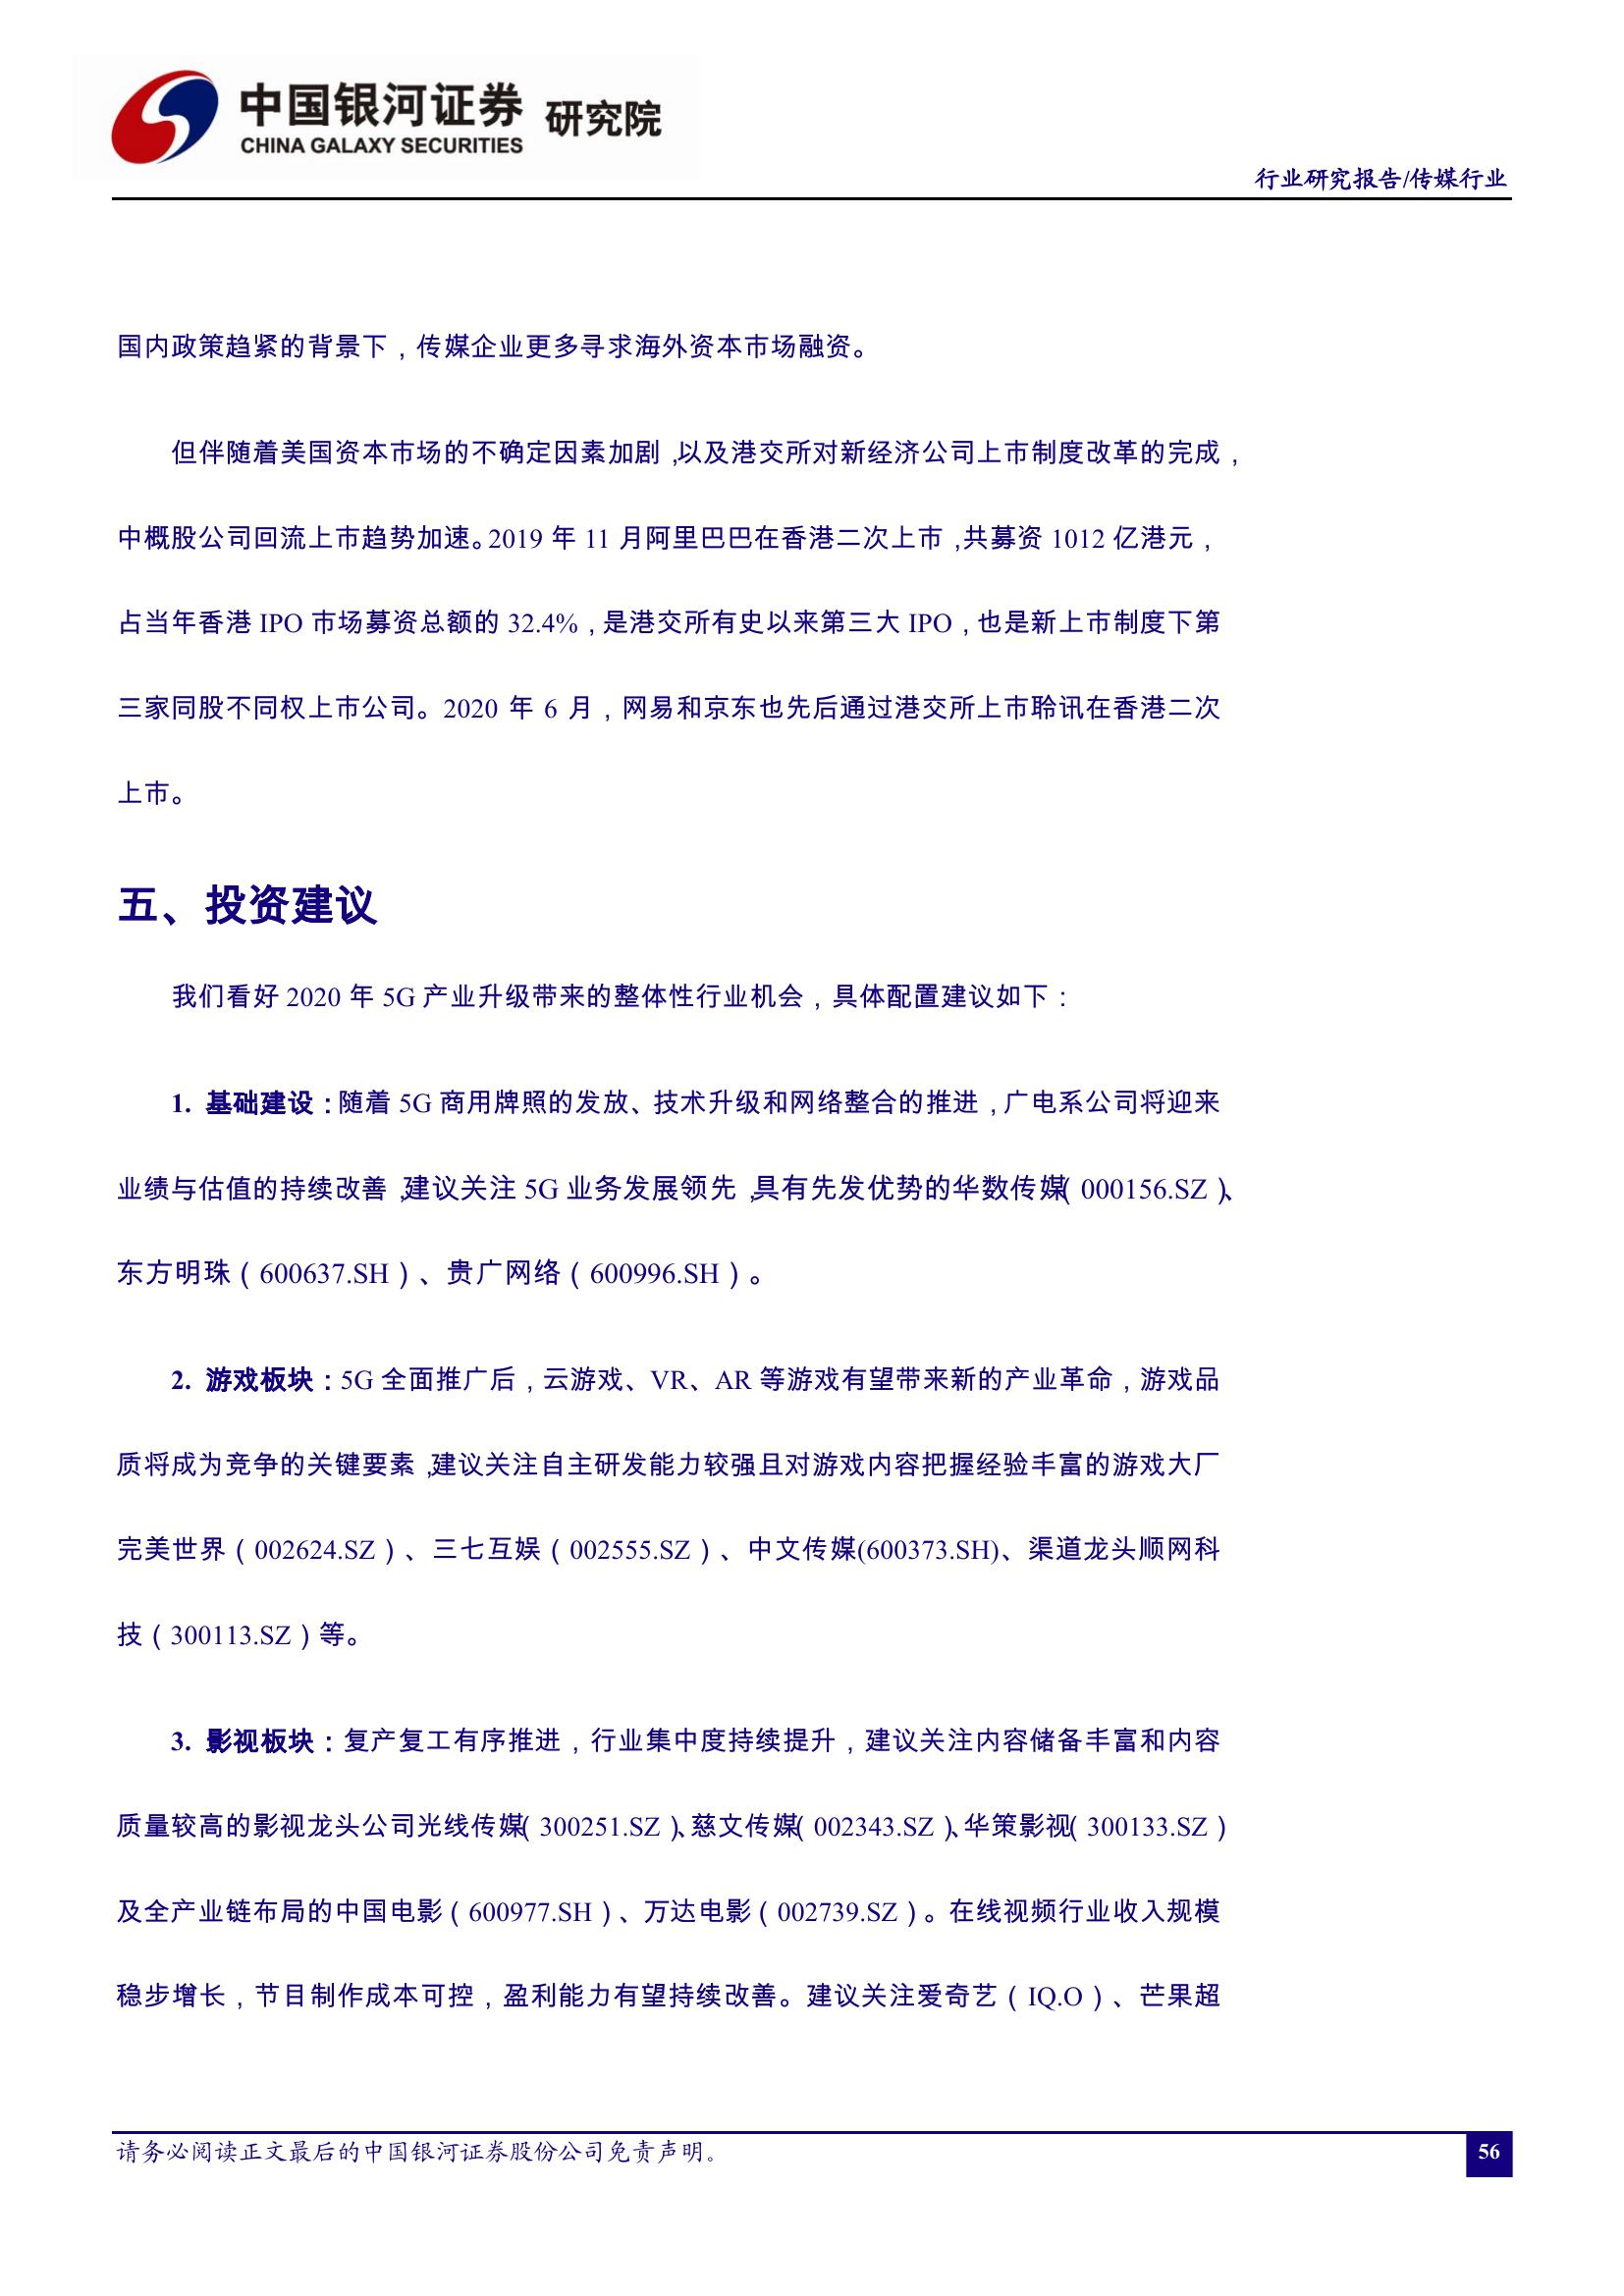 中国银河证券 研究院
CHINA GALAXY SECURITIES
行业研究报告/传媒行业
国内政策趋紧的背景下，传媒企业更多寻求海外资本市场融资。
但伴随着美国资本市场的不确定因素加剧，以及港交所对新经济公司上市制度改革的完成，
中概股公司回流上市趋势加速。2019 年 11 月阿里巴巴在香港二次上市，共募资 1012 亿港元，
占当年香港 IPO 市场募资总额的 32.4%，是港交所有史以来第三大 IPO，也是新上市制度下第
三家同股不同权上市公司。2020 年 6 月，网易和京东也先后通过港交所上市聆讯在香港二次
上市。
五、投资建议
我们看好 2020 年 5G 产业升级带来的整体性行业机会，具体配置建议如下：
1. 基础建设：随着 5G 商用牌照的发放、技术升级和网络整合的推进，广电系公司将迎来
业绩与估值的持续改善，建议关注 5G 业务发展领先，具有先发优势的华数传媒（000156.SZ）、
东方明珠（600637.SH）、贵广网络（600996.SH）。
2. 游戏板块：5G 全面推广后，云游戏、VR、AR 等游戏有望带来新的产业革命，游戏品
质将成为竞争的关键要素，建议关注自主研发能力较强且对游戏内容把握经验丰富的游戏大厂
完美世界（002624.SZ）、三七互娱（002555.SZ）、中文传媒(600373.SH)、渠道龙头顺网科
技（300113.SZ）等。
3. 影视板块：复产复工有序推进，行业集中度持续提升，建议关注内容储备丰富和内容
质量较高的影视龙头公司光线传媒（300251.SZ）、慈文传媒（002343.SZ）、华策影视（300133.SZ）
及全产业链布局的中国电影（600977.SH）、万达电影（002739.SZ）。在线视频行业收入规模
稳步增长，节目制作成本可控，盈利能力有望持续改善。建议关注爱奇艺（IQ.O）、芒果超
请务必阅读正文最后的中国银河证券股份公司免责声明。
56